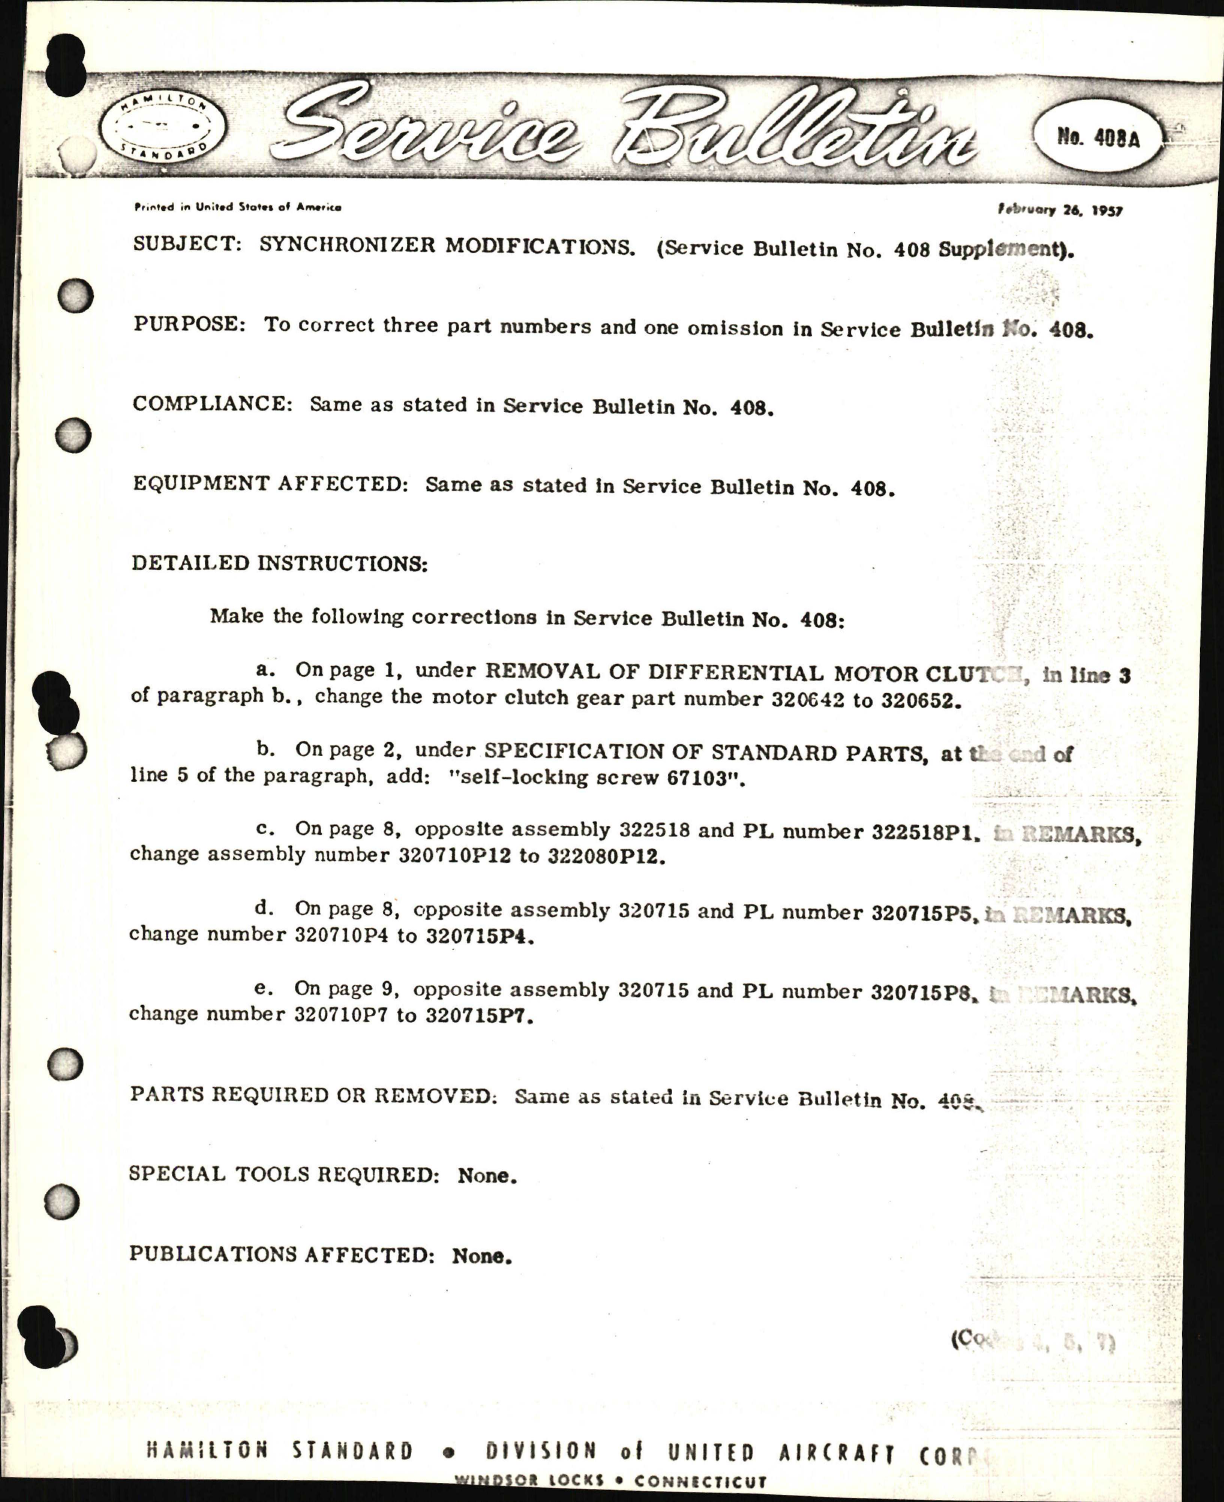 HAMILTON STANDARD
Service Bulletin
No. 408A
Printed in United States of America
February 26, 1957
SUBJECT: SYNCHRONIZER MODIFICATIONS. (Service Bulletin No. 408 Supplement).
PURPOSE: To correct three part numbers and one omission in Service Bulletin No. 408.
COMPLIANCE: Same as stated in Service Bulletin No. 408.
EQUIPMENT AFFECTED: Same as stated in Service Bulletin No. 408.
DETAILED INSTRUCTIONS:
Make the following corrections in Service Bulletin No. 408:
a. On page 1, under REMOVAL OF DIFFERENTIAL MOTOR CLUTCH, in line 3
of paragraph b., change the motor clutch gear part number 320642 to 320652.
b. On page 2, under SPECIFICATION OF STANDARD PARTS, at the end of
line 5 of the paragraph, add: "self-locking screw 67103".
c. On page 8, opposite assembly 322518 and PL number 322518P1, in REMARKS,
change assembly number 320710P12 to 322080P12.
d. On page 8, opposite assembly 320715 and PL number 320715P5, in REMARKS,
change number 320710P4 to 320715P4.
e. On page 9, opposite assembly 320715 and PL number 320715P8, in REMARKS,
change number 320710P7 to 320715P7.
PARTS REQUIRED OR REMOVED: Same as stated in Service Bulletin No. 408.
SPECIAL TOOLS REQUIRED: None.
PUBLICATIONS AFFECTED: None.
HAMILTON STANDARD • DIVISION of UNITED AIRCRAFT CORP
WINDSOR LOCKS • CONNECTICUT